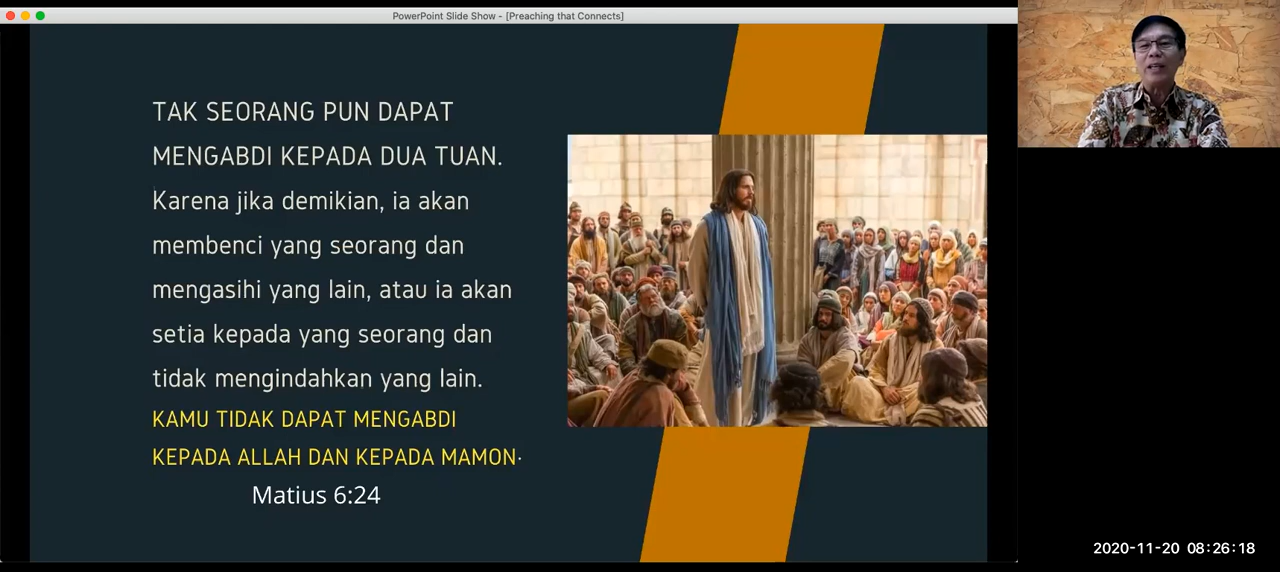 PowerPoint Slide Show - [Preaching that Connects]
TAK SEORANG PUN DAPAT
MENGABDI KEPADA DUA TUAN.
Karena jika demikian, ia akan
membenci yang seorang dan
mengasihi yang lain, atau ia akan
setia kepada yang seorang dan
tidak mengindahkan yang lain.
KAMU TIDAK DAPAT MENGABDI
KEPADA ALLAH DAN KEPADA MAMON.
Matius 6:24
2020-11-20 08:26:18